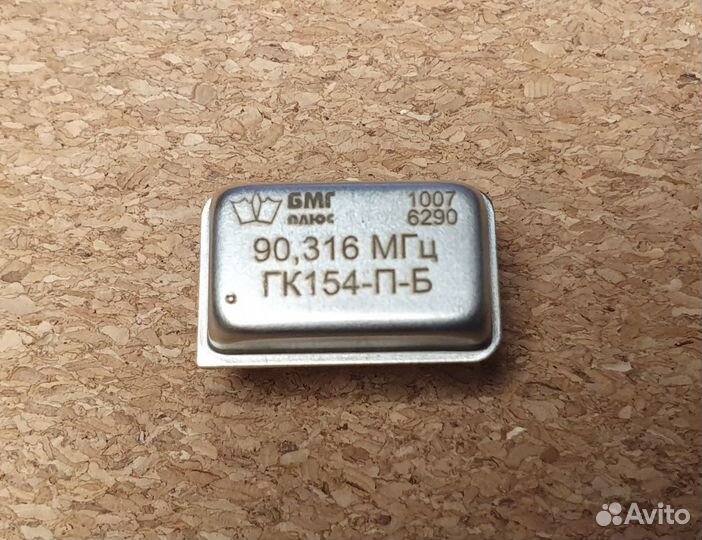 БМГ 1007
плюс 6290
90,316 МГц
ГК154-П-Б
Avito